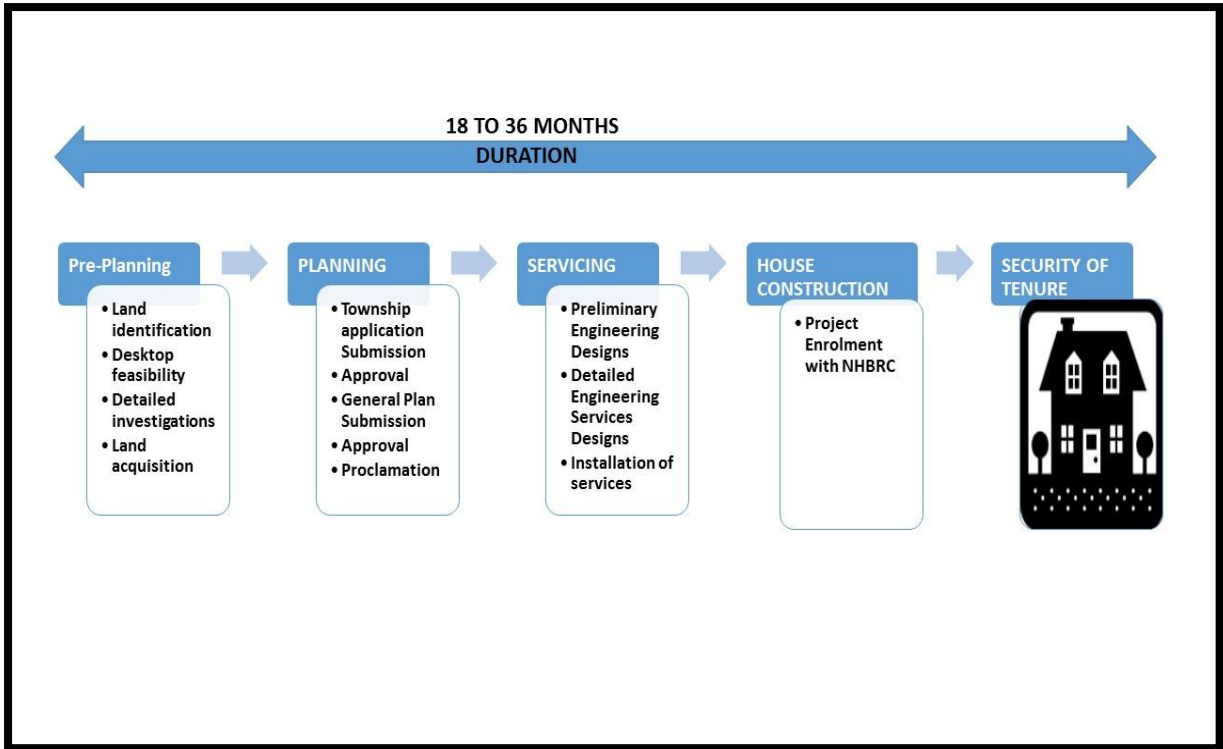 18 TO 36 MONTHS
DURATION
Pre-Planning
• Land
identification
• Desktop
feasibility
• Detailed
investigations
• Land
acquisition
PLANNING
• Township
application
Submission
• Approval
• General Plan
Submission
• Approval
• Proclamation
SERVICING
• Preliminary
Engineering
Designs
• Detailed
Engineering
Services
Designs
• Installation of
services
HOUSE
CONSTRUCTION
• Project
Enrolment
with NHBRC
SECURITY OF
TENURE